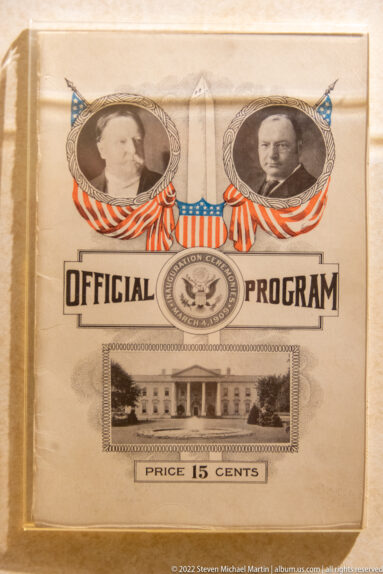 OFFICIAL PROGRAM
INAUGURATION CEREMONIES
MARCH 4, 1909
PRICE 15 CENTS
© 2022 Steven Michael Martin | album.us.com | all rights reserved